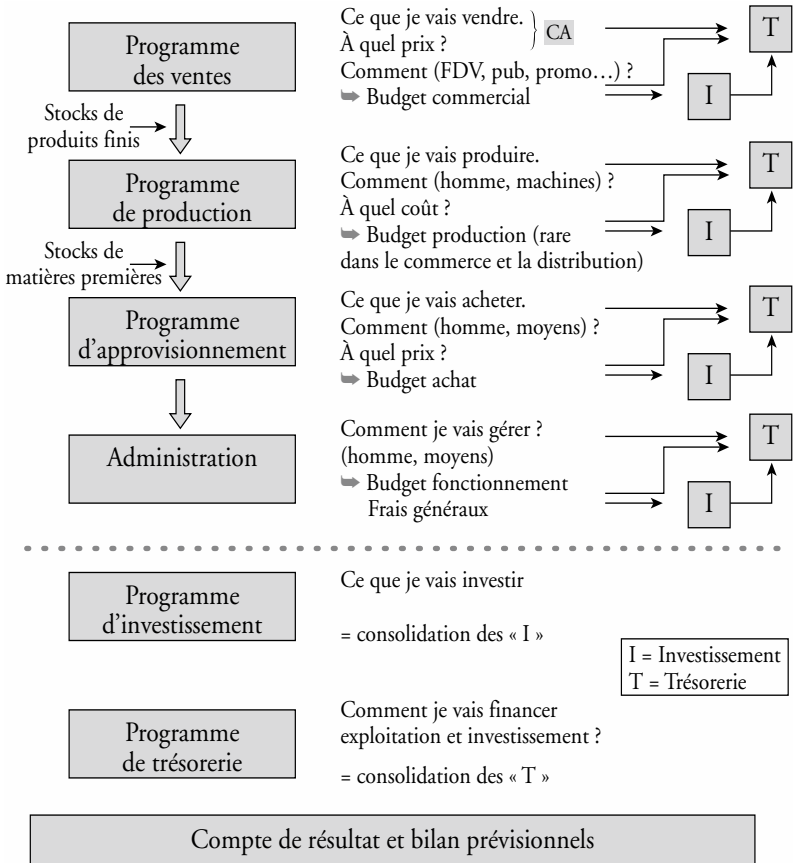 Programme
des ventes
Ce que je vais vendre.
À quel prix ?
CA
Comment (FDV, pub, promo…) ?
➥ Budget commercial
T
I
Stocks de
produits finis
Programme
de production
Ce que je vais produire.
Comment (homme, machines) ?
À quel coût ?
➥ Budget production (rare
dans le commerce et la distribution)
T
I
Stocks de
matières premières
Programme
d'approvisionnement
Ce que je vais acheter.
Comment (homme, moyens) ?
À quel prix ?
➥ Budget achat
T
I
Administration
Comment je vais gérer ?
(homme, moyens)
➥ Budget fonctionnement
Frais généraux
T
I
Programme
d'investissement
Ce que je vais investir
= consolidation des « I »
I = Investissement
T = Trésorerie
Programme
de trésorerie
Comment je vais financer
exploitation et investissement ?
= consolidation des « T »
Compte de résultat et bilan prévisionnels